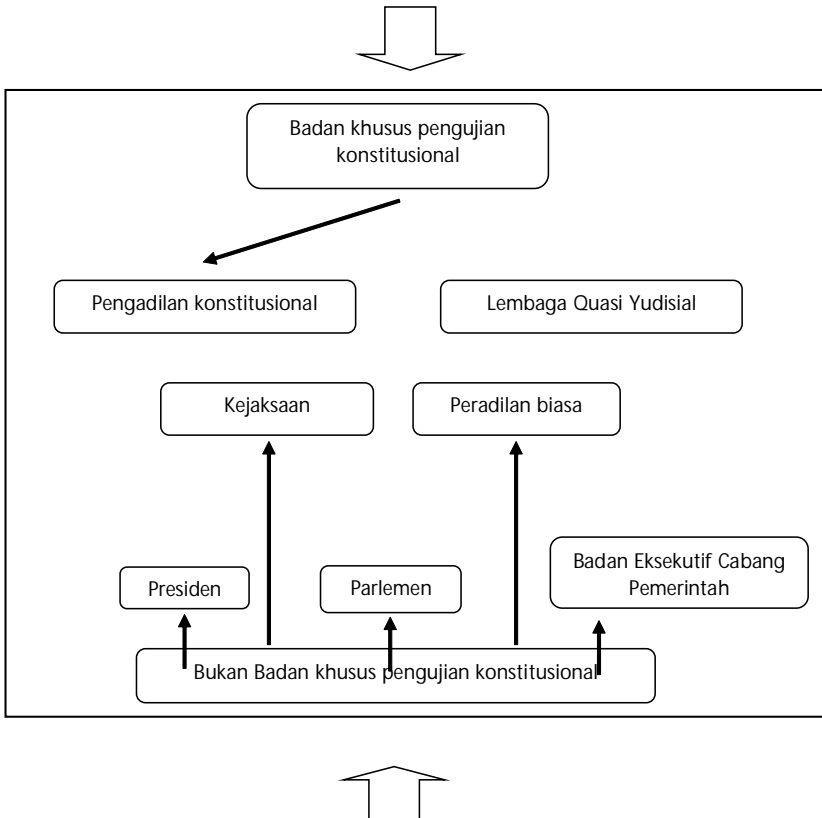 Badan khusus pengujian
konstitusional
Pengadilan konstitusional
Lembaga Quasi Yudisial
Kejaksaan
Peradilan biasa
Badan Eksekutif Cabang
Pemerintah
Presiden
Parlemen
Bukan Badan khusus pengujian konstitusional